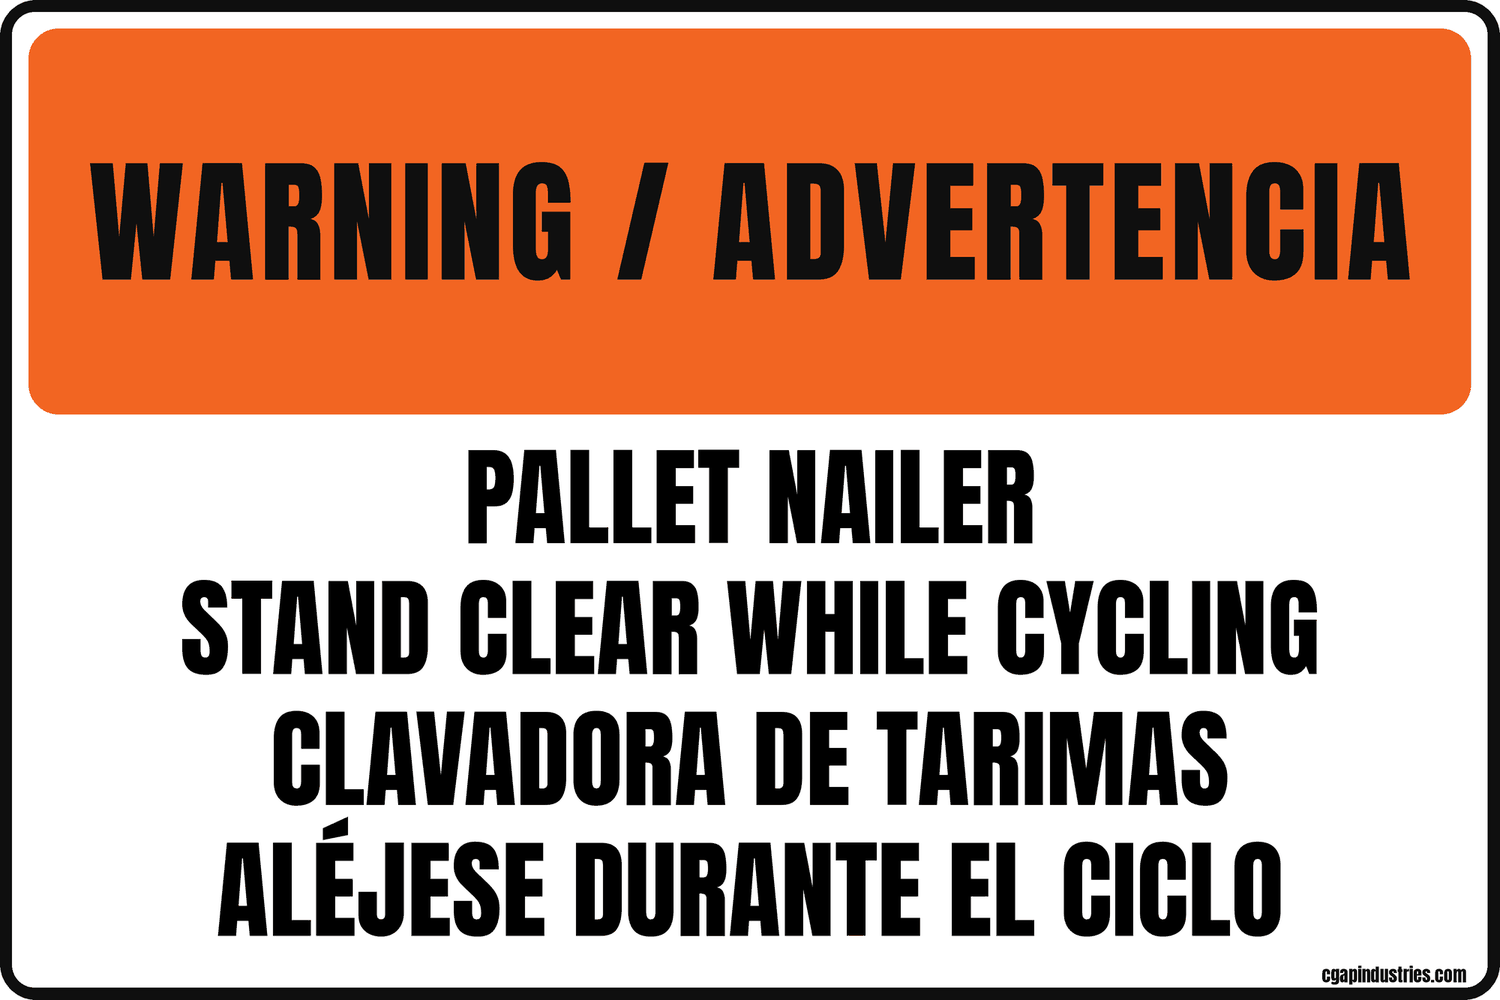 WARNING / ADVERTENCIA
PALLET NAILER
STAND CLEAR WHILE CYCLING
CLAVADORA DE TARIMAS
ALÉJESE DURANTE EL CICLO
cgapindustries.com